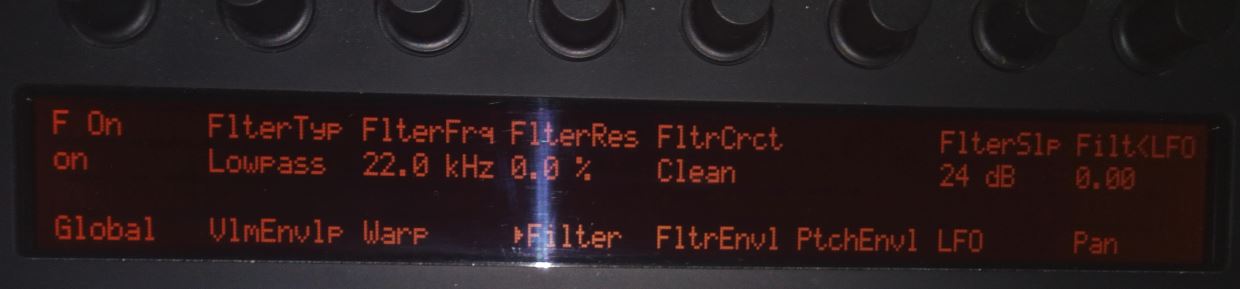 F On FlterTyp FlterFrq FlterRes FltrCrct FlterSlp Filt<LFO
on Lowpass 22.0 kHz 0.0 % Clean 24 dB 0.00
Global VlmEnvlp Warp ▸Filter FltrEnvl PtchEnvl LFO Pan